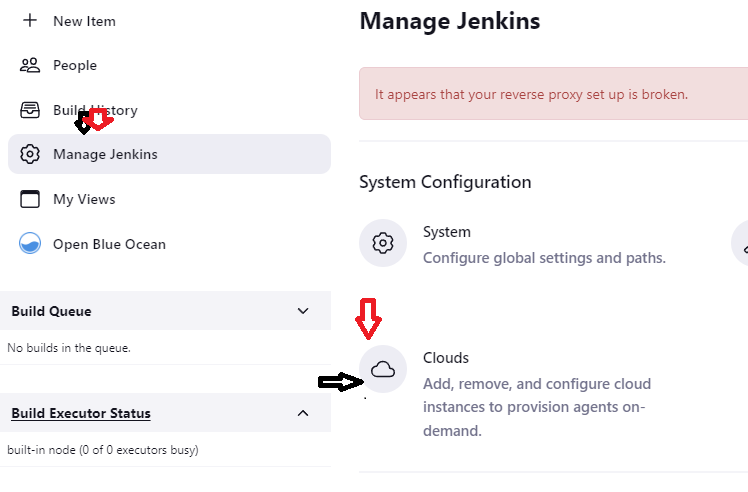 New Item
People
Build History
Manage Jenkins
My Views
Open Blue Ocean
Build Queue
No builds in the queue.
Build Executor Status
built-in node (0 of 0 executors busy)
Manage Jenkins
It appears that your reverse proxy set up is broken.
System Configuration
System
Configure global settings and paths.
Clouds
Add, remove, and configure cloud
instances to provision agents on-
demand.